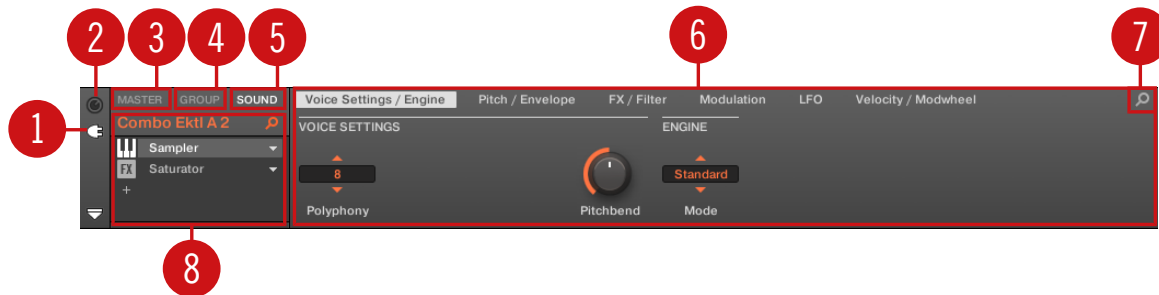 2 3 4 5 6 7
MASTER GROUP SOUND Voice Settings / Engine Pitch / Envelope FX / Filter Modulation LFO Velocity / Modwheel
1 Combo Ektl A 2 VOICE SETTINGS ENGINE
Sampler
FX Saturator 8 Standard
+
Polyphony Pitchbend Mode
8